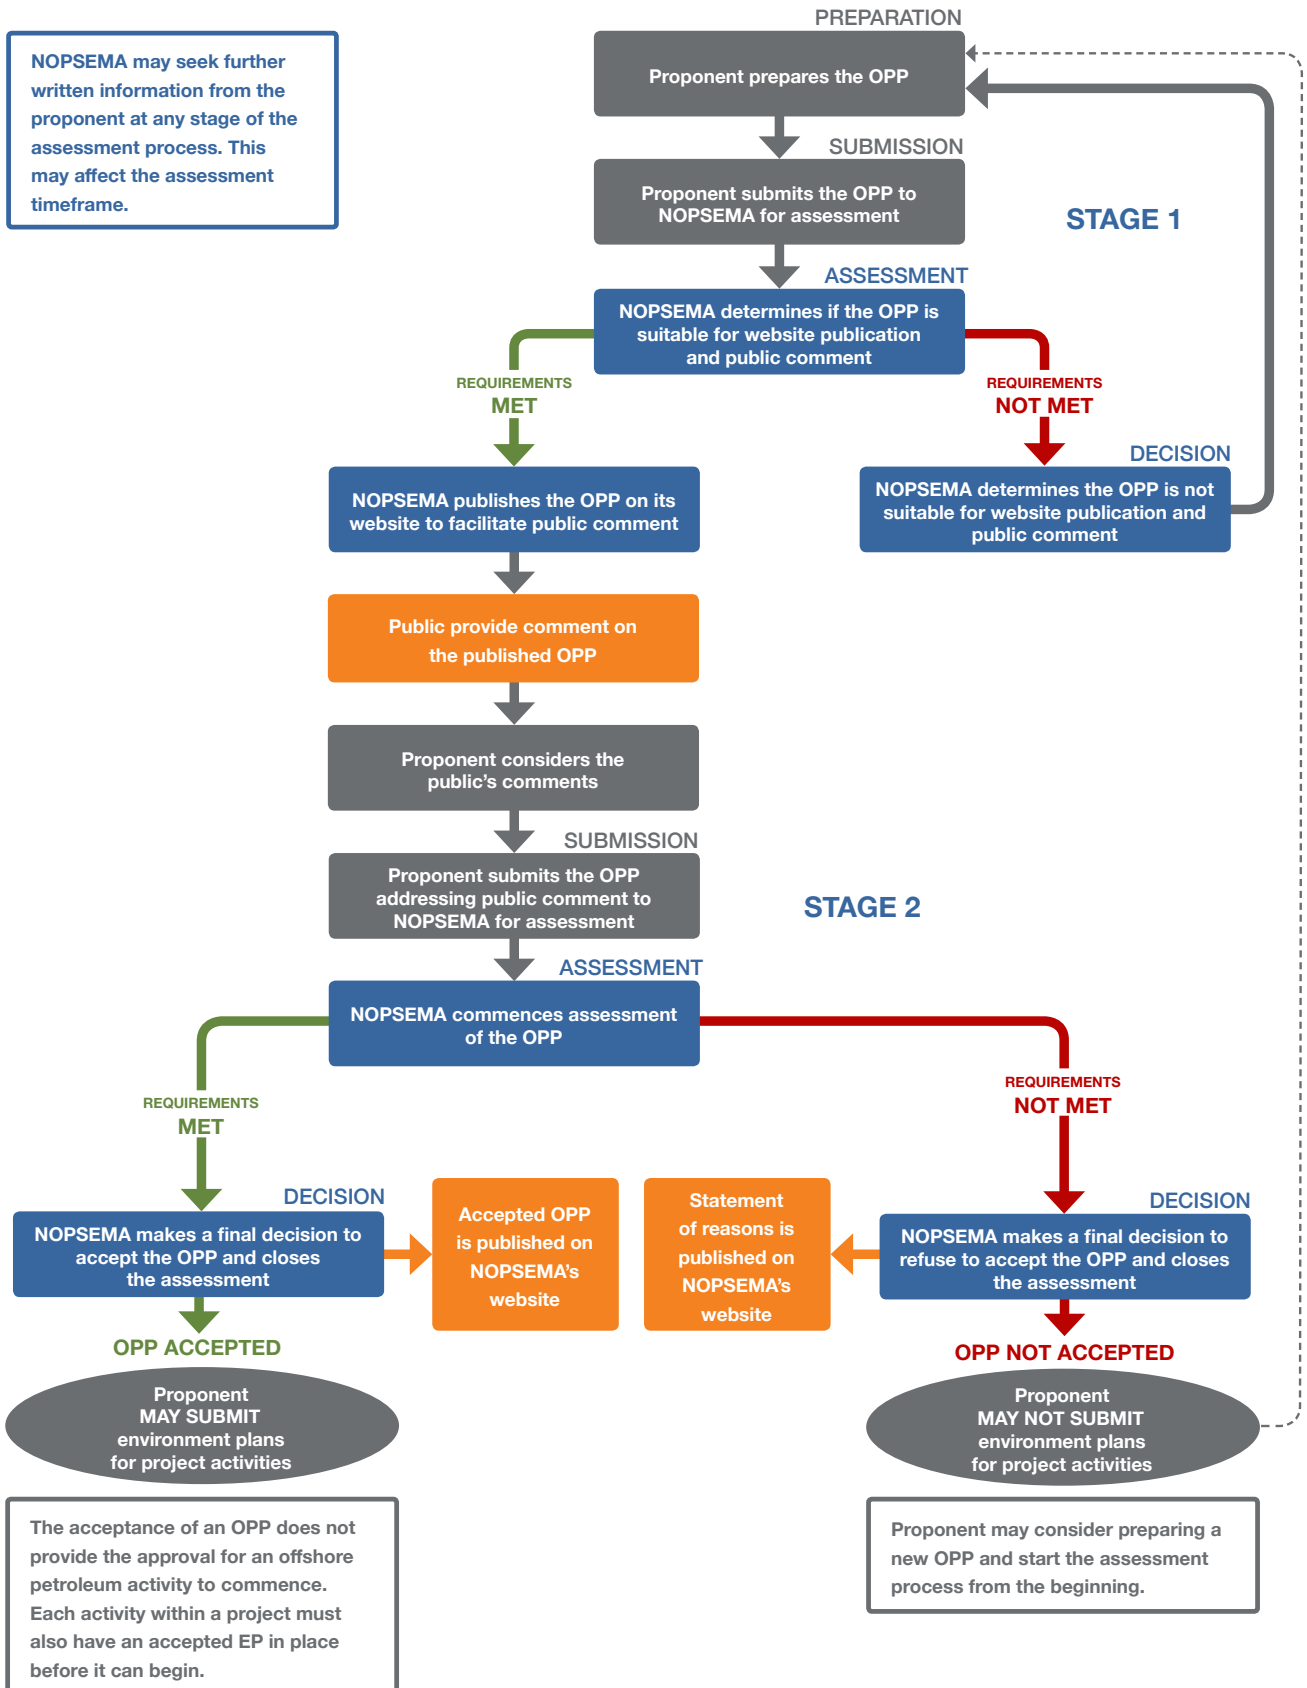 PREPARATION
NOPSEMA may seek further
written information from the
proponent at any stage of the
assessment process. This
may affect the assessment
timeframe.
Proponent prepares the OPP
SUBMISSION
Proponent submits the OPP to
NOPSEMA for assessment
STAGE 1
ASSESSMENT
NOPSEMA determines if the OPP is
suitable for website publication
and public comment
REQUIREMENTS
MET
REQUIREMENTS
NOT MET
DECISION
NOPSEMA publishes the OPP on its
website to facilitate public comment
NOPSEMA determines the OPP is not
suitable for website publication and
public comment
Public provide comment on
the published OPP
Proponent considers the
public's comments
SUBMISSION
Proponent submits the OPP
addressing public comment to
NOPSEMA for assessment
STAGE 2
ASSESSMENT
NOPSEMA commences assessment
of the OPP
REQUIREMENTS
MET
REQUIREMENTS
NOT MET
DECISION
NOPSEMA makes a final decision to
accept the OPP and closes
the assessment
Accepted OPP
is published on
NOPSEMA's
website
Statement
of reasons is
published on
NOPSEMA's
website
DECISION
NOPSEMA makes a final decision to
refuse to accept the OPP and closes
the assessment
OPP ACCEPTED
OPP NOT ACCEPTED
Proponent
MAY SUBMIT
environment plans
for project activities
Proponent
MAY NOT SUBMIT
environment plans
for project activities
The acceptance of an OPP does not
provide the approval for an offshore
petroleum activity to commence.
Each activity within a project must
also have an accepted EP in place
before it can begin.
Proponent may consider preparing a
new OPP and start the assessment
process from the beginning.